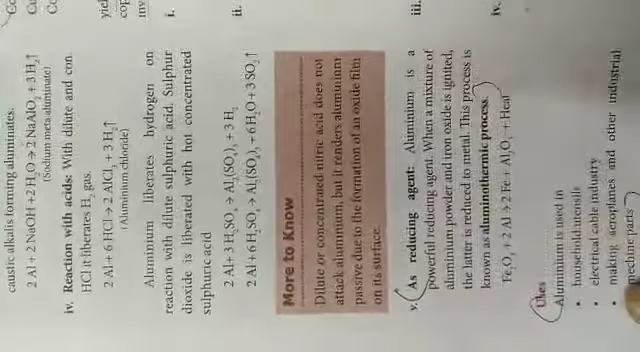 caustic alkalis forming aluminates.
2 Al + 2 NaOH + 2 H₂O → 2 NaAlO₂ + 3 H₂↑
(Sodium meta aluminate)
iv. Reaction with acids: With dilute and con.
HCl it liberates H₂ gas.
2 Al + 6 HCl → 2 AlCl₃ + 3 H₂↑
(Aluminium chloride)
Aluminium liberates hydrogen on
reaction with dilute sulphuric acid. Sulphur
dioxide is liberated with hot concentrated
sulphuric acid
2 Al + 3 H₂SO₄ → Al₂(SO₄)₃ + 3 H₂
2 Al + 6 H₂SO₄ → Al₂(SO₄)₃ + 6 H₂O + 3 SO₂↑
More to Know
Dilute or concentrated nitric acid does not
attack aluminium, but it renders aluminium
passive due to the formation of an oxide film
on its surface.
v. As reducing agent: Aluminium is a
powerful reducing agent. When a mixture of
aluminium powder and iron oxide is ignited,
the latter is reduced to metal. This process is
known as aluminothermic process.
Fe₂O₃ + 2 Al → 2 Fe + Al₂O₃ + Heat
Uses
Aluminium is used in
• household utensils
• electrical cable industry
• making aeroplanes and other industrial
mechine parts
yiel
cop
inv
i.
ii.
iii.
iv.